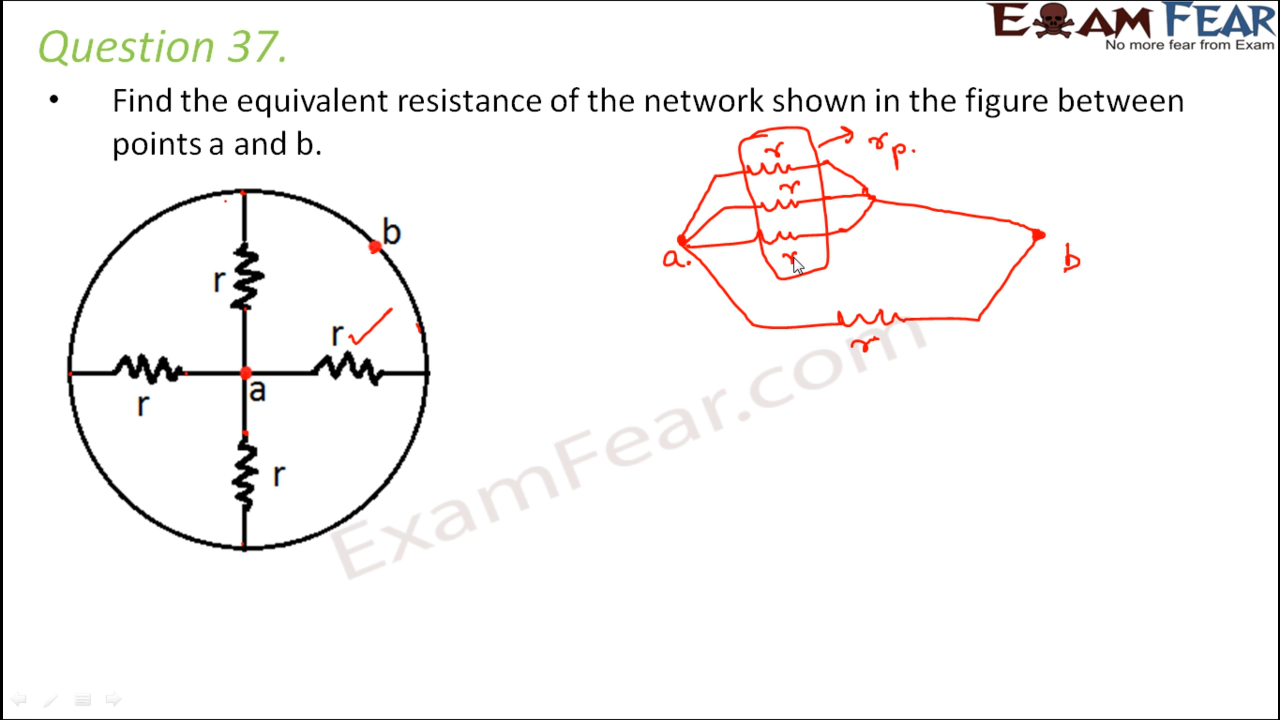 EXAM FEAR
No more fear from Exam
Question 37.
• Find the equivalent resistance of the network shown in the figure between
points a and b.
r
r
r
r
a
b
r
r
r
r p.
a.
b
r
ExamFear.com